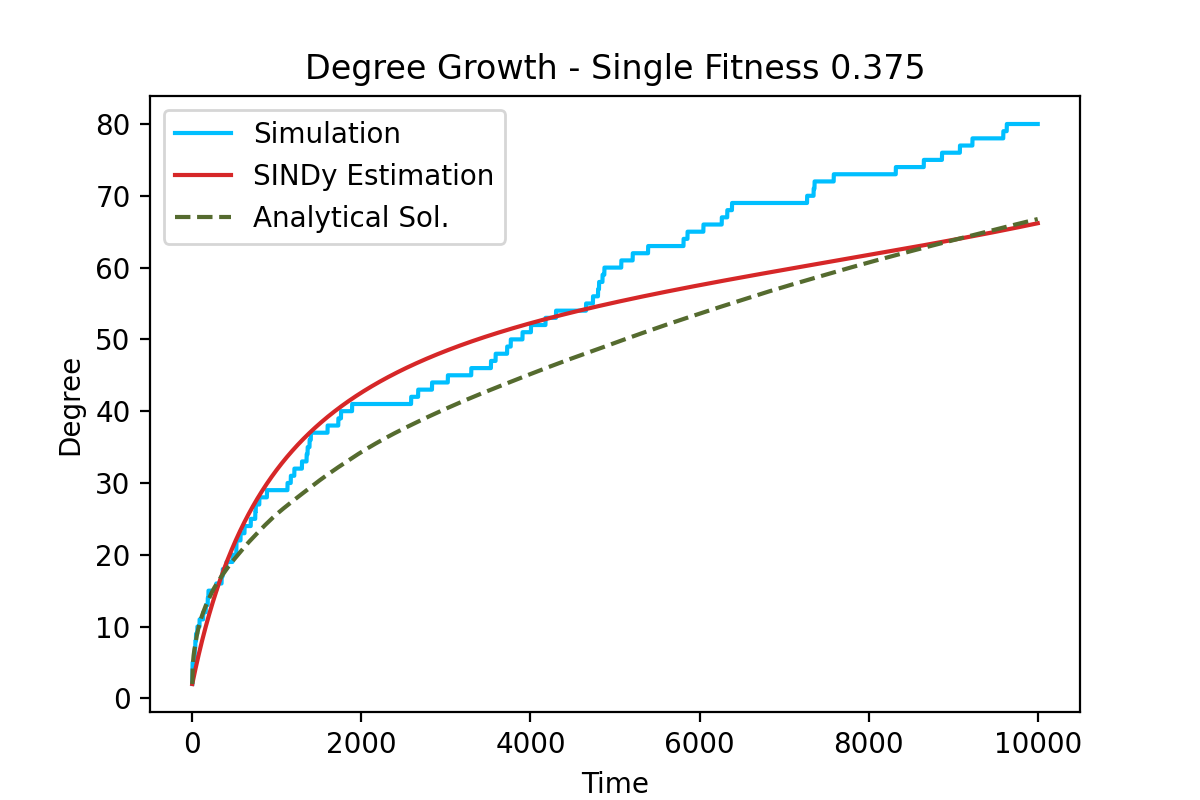 Degree Growth - Single Fitness 0.375
Simulation
SINDy Estimation
Analytical Sol.
80
70
60
50
40
30
20
10
0
Degree
0 2000 4000 6000 8000 10000
Time